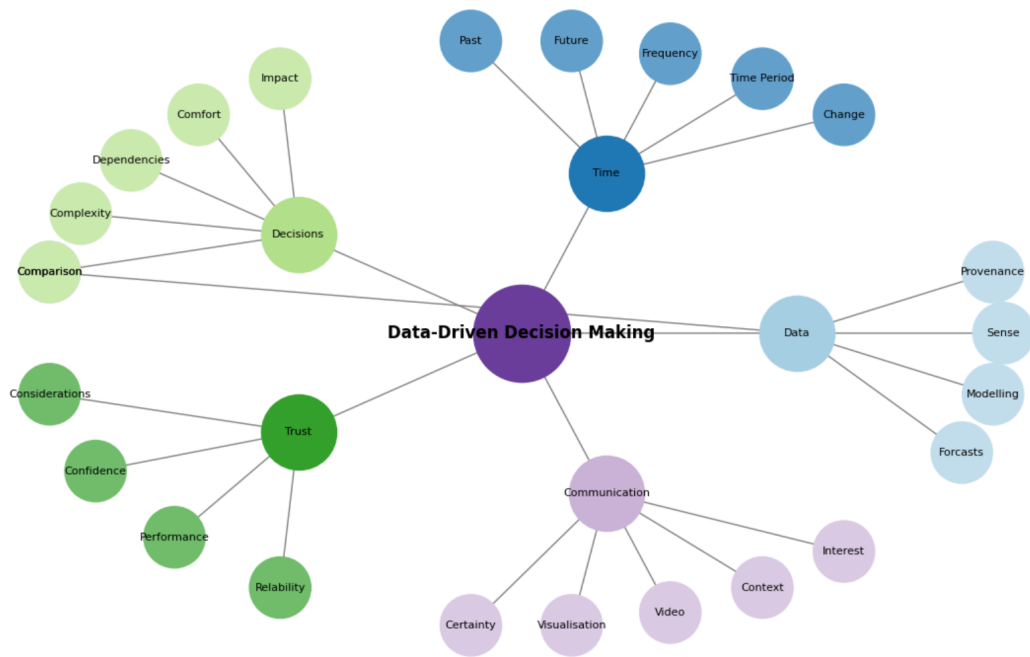 Past
Future
Frequency
Time Period
Change
Impact
Comfort
Dependencies
Complexity
Comparison
Decisions
Time
Data-Driven Decision Making
Data
Provenance
Sense
Modelling
Forcasts
Considerations
Confidence
Performance
Relability
Trust
Communication
Interest
Context
Video
Visualisation
Certainty